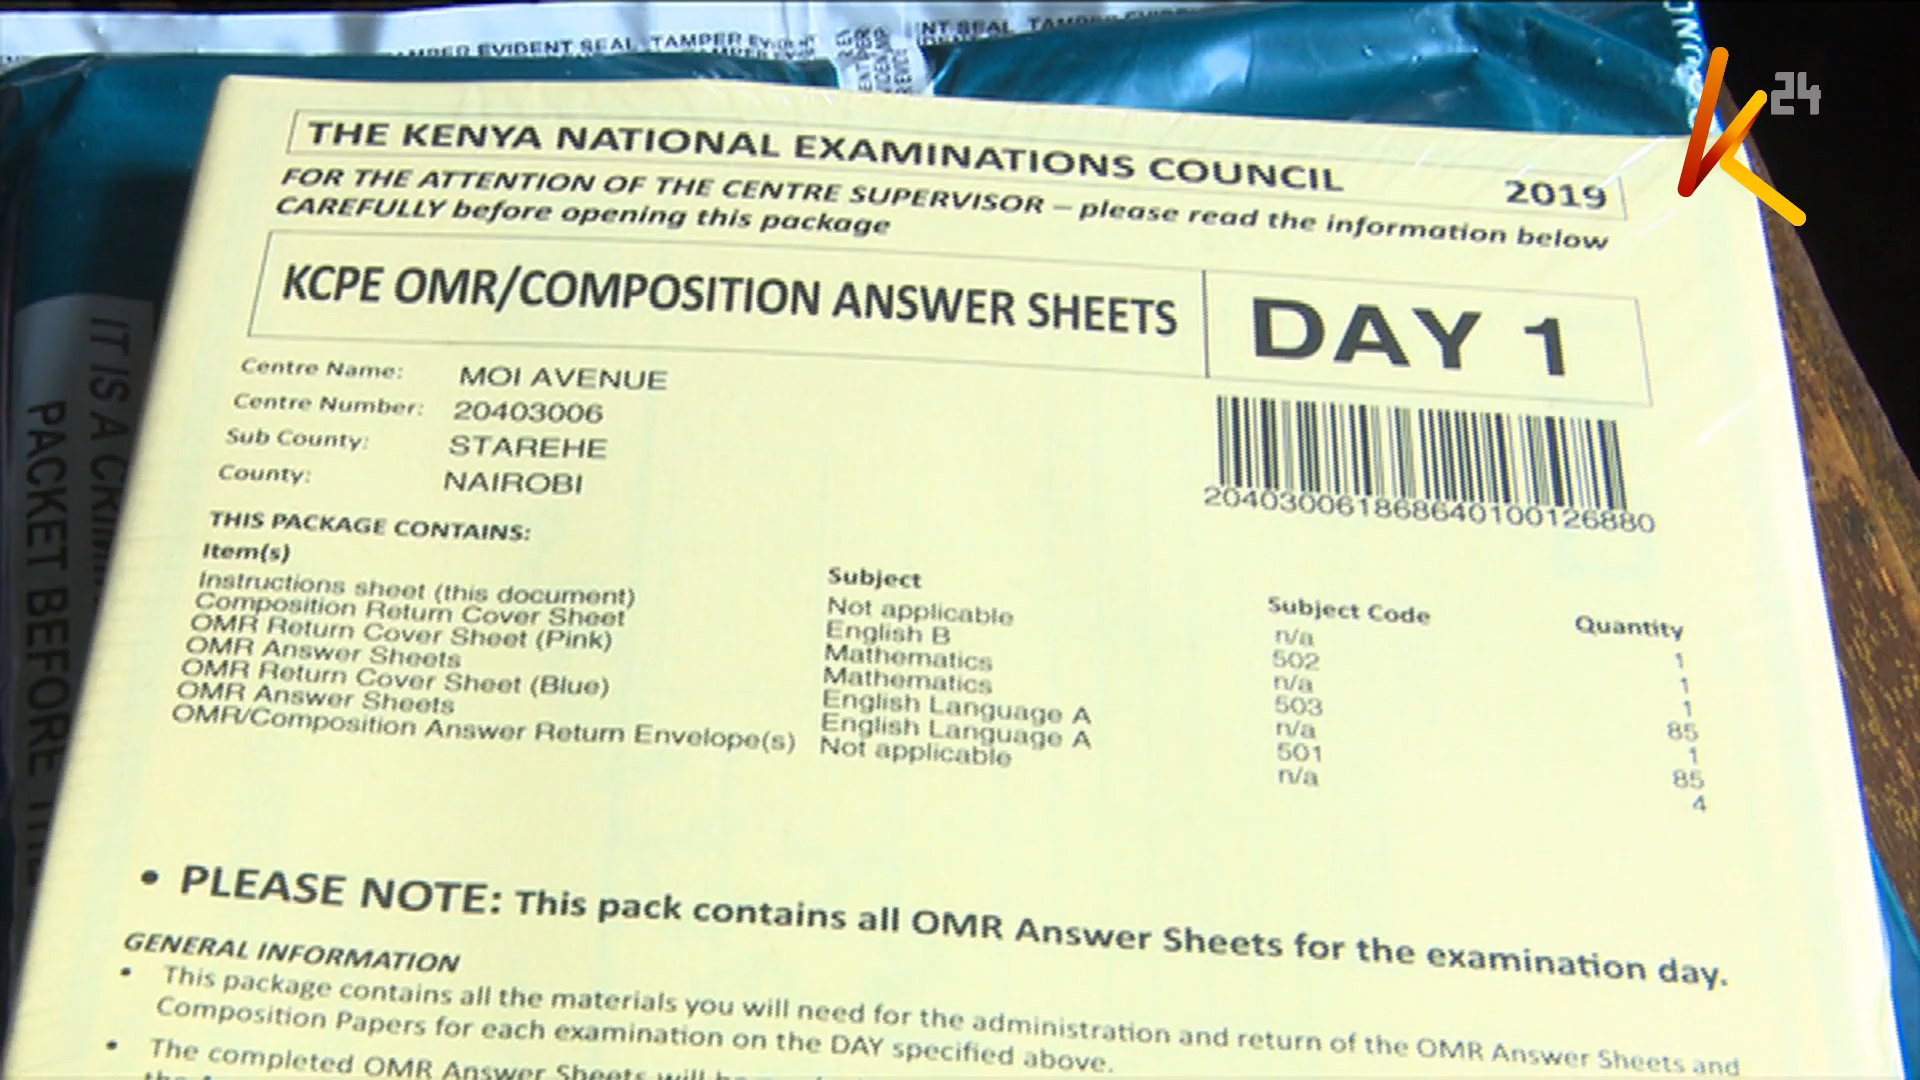 TAMPER EVIDENT SEAL TAMPER
24
THE KENYA NATIONAL EXAMINATIONS COUNCIL 2019
FOR THE ATTENTION OF THE CENTRE SUPERVISOR – please read the information below
CAREFULLY before opening this package
KCPE OMR/COMPOSITION ANSWER SHEETS DAY 1
Centre Name: MOI AVENUE
Centre Number: 20403006
Sub County: STAREHE
County: NAIROBI
20403006186864010012688​0
THIS PACKAGE CONTAINS:
Item(s) Subject Subject Code Quantity
Instructions sheet (this document) Not applicable n/a 1
Composition Return Cover Sheet English B 502 1
OMR Return Cover Sheet (Pink) Mathematics n/a 1
OMR Answer Sheets Mathematics 503 85
OMR Return Cover Sheet (Blue) English Language A n/a 1
OMR Answer Sheets English Language A 501 85
OMR/Composition Answer Return Envelope(s) Not applicable n/a 4
• PLEASE NOTE: This pack contains all OMR Answer Sheets for the examination day.
GENERAL INFORMATION
• This package contains all the materials you will need for the administration and return of the OMR Answer Sheets and
Composition Papers for each examination on the DAY specified above.
• The completed OMR Answer Sheets will
IT IS A
PACKET BEFORE